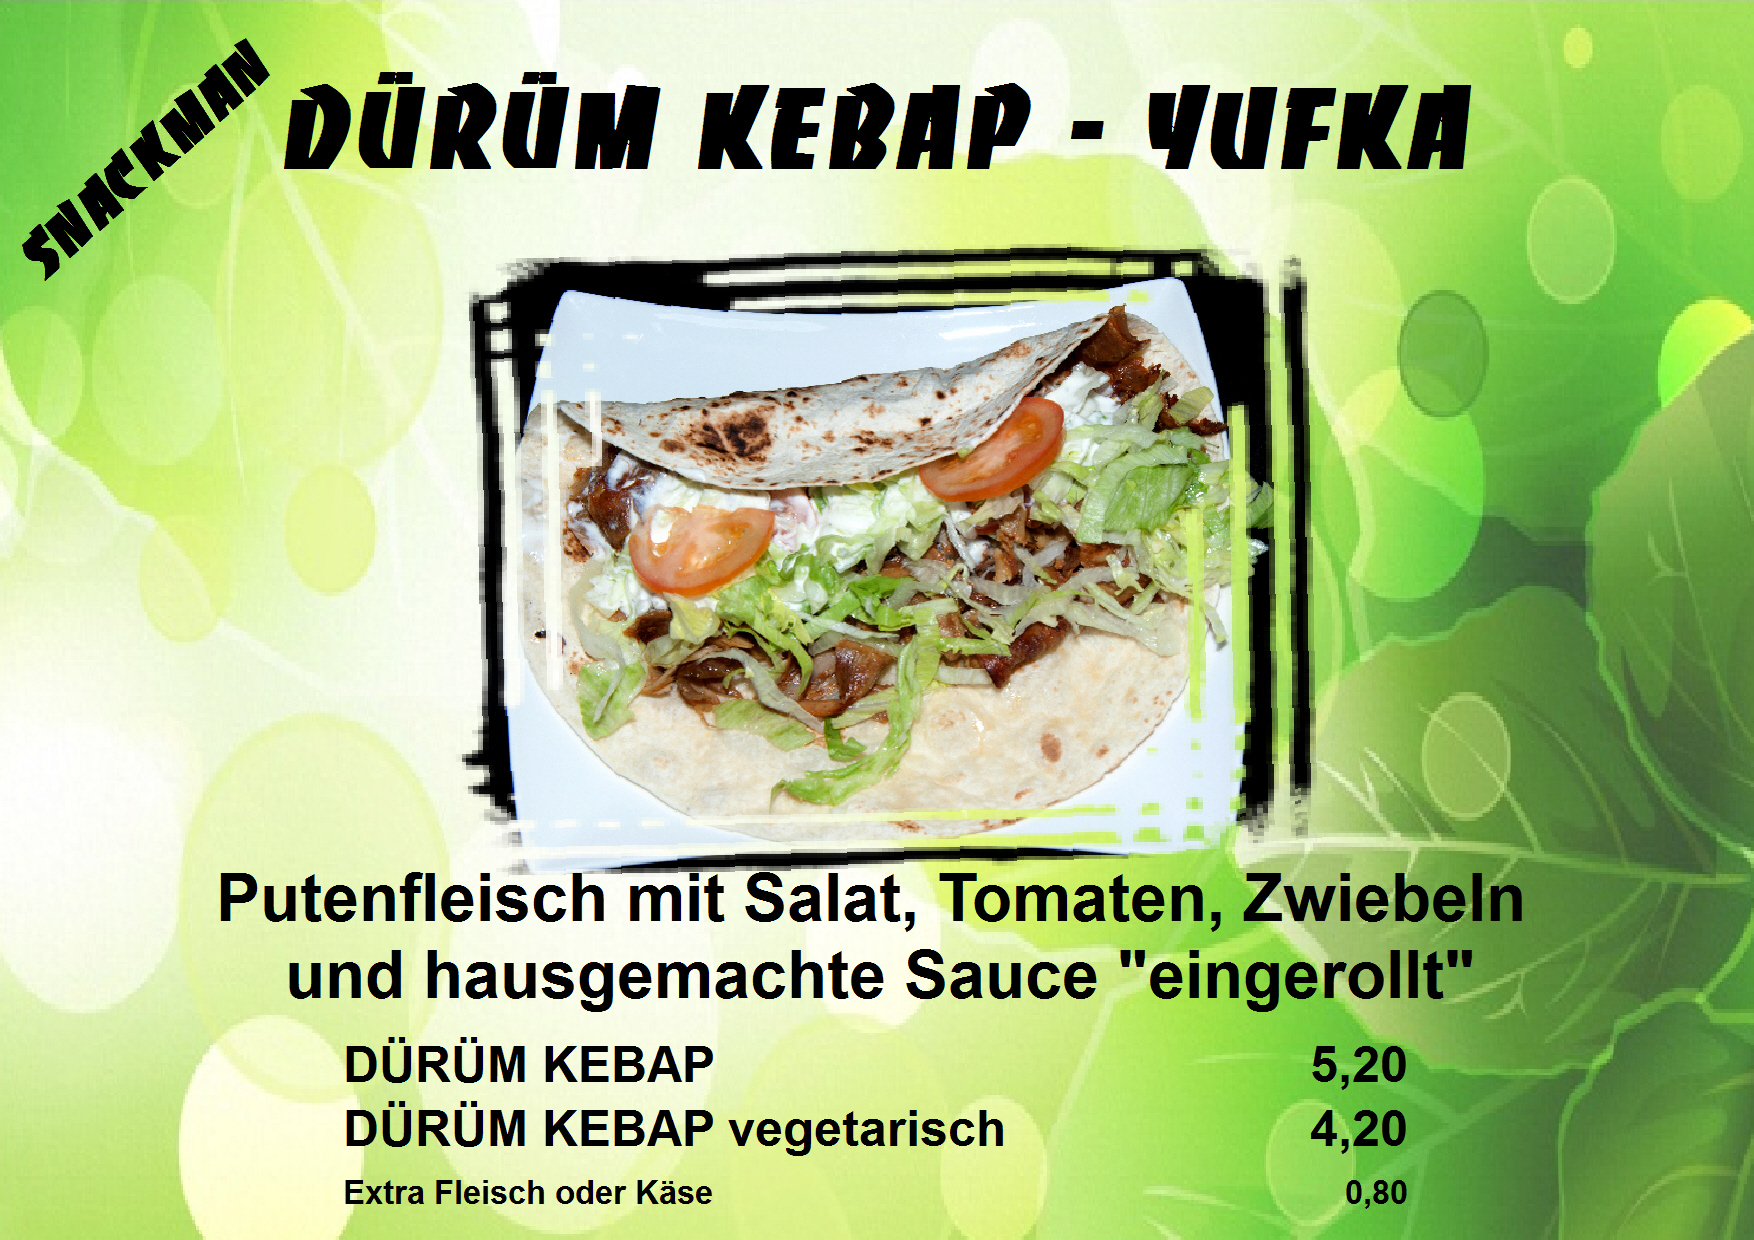 SNACKMAN
DÜRÜM KEBAP - YUFKA
Putenfleisch mit Salat, Tomaten, Zwiebeln
und hausgemachte Sauce "eingerollt"
DÜRÜM KEBAP 5,20
DÜRÜM KEBAP vegetarisch 4,20
Extra Fleisch oder Käse 0,80